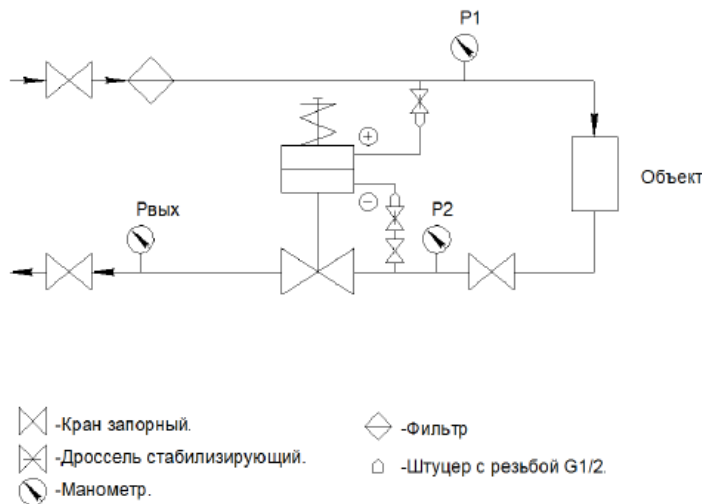 P1
+
Объект
−
Рвых
P2
-Кран запорный.
-Фильтр
-Дроссель стабилизирующий.
-Штуцер с резьбой G1/2.
-Манометр.